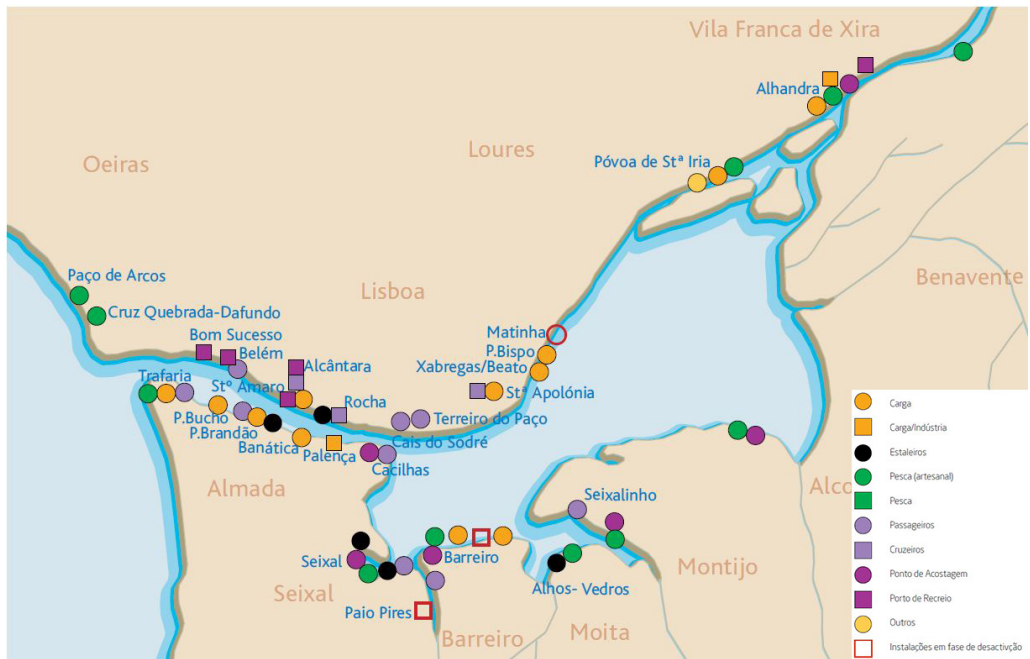 Vila Franca de Xira
Alhandra
Loures
Póvoa de Stª Iria
Oeiras
Benavente
Paço de Arcos
Cruz Quebrada-Dafundo
Lisboa
Bom Sucesso
Belém
Matinha
P.Bispo
Xabregas/Beato
Alcântara
Trafaria
Stº Amaro
Stª Apolónia
Rocha
P.Bucho
Terreiro do Paço
P.Brandão
Cais do Sodré
Banática
Palença
Cacilhas
Almada
Alco
Seixalinho
Seixal
Barreiro
Montijo
Alhos- Vedros
Seixal
Paio Pires
Barreiro
Moita
Carga
Carga/Indústria
Estaleiros
Pesca (artesanal)
Pesca
Passageiros
Cruzeiros
Ponto de Acostagem
Porto de Recreio
Outros
Instalações em fase de desactivção